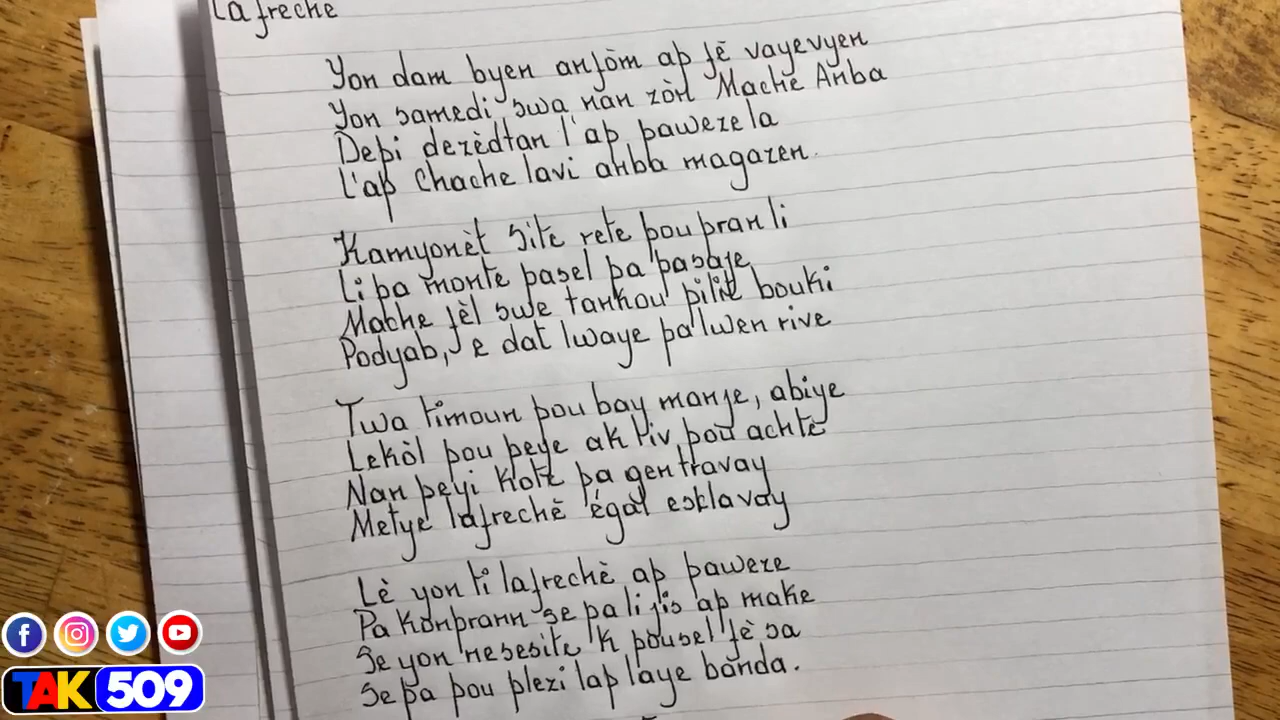 Lafreche
Yon dam byen anfòm ap fè vayevyen
Yon samedi swa nan zòn Mache Anba
Depi dezèdtan l'ap pawezela
L'ap chache lavi anba magazen.
Kamyonèt Site rete pou pran li
Li pa monte pasel pa pasaje
Mache fèl swe tankou pilit bouki
Podyab, se dat lwaye pa lwen rive
Twa timoun pou bay manje, abiye
Lekòl pou peye ak liv pou achte
Nan peyi kote pa gen travay
Metye lafrechè égal esklavay
Lè yon ti lafrechè ap paweze
Pa Konprann se pa li jis ap make
Se yon nesesite k pousel fè sa
Se pa pou plezi lap laye banda.
TAK 509